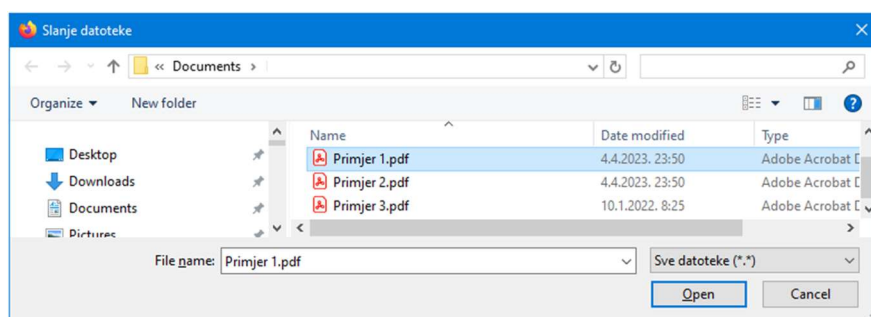 Slanje datoteke
« Documents >
Organize New folder
Name Date modified Type
Desktop
Downloads
Documents
Pictures
Primjer 1.pdf 4.4.2023. 23:50 Adobe Acrobat D
Primjer 2.pdf 4.4.2023. 23:50 Adobe Acrobat D
Primjer 3.pdf 10.1.2022. 8:25 Adobe Acrobat D
File name: Primjer 1.pdf Sve datoteke (*.*)
Open Cancel